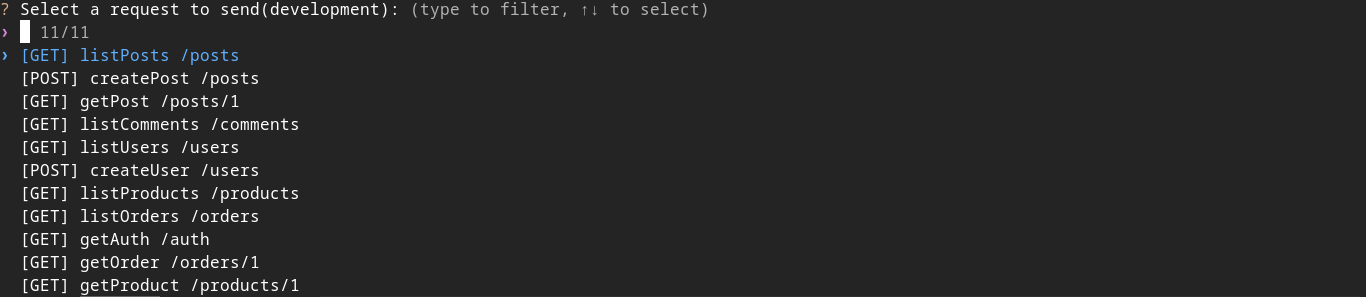 ? Select a request to send(development): (type to filter, ↑↓ to select)
❯ 11/11
❯ [GET] listPosts /posts
[POST] createPost /posts
[GET] getPost /posts/1
[GET] listComments /comments
[GET] listUsers /users
[POST] createUser /users
[GET] listProducts /products
[GET] listOrders /orders
[GET] getAuth /auth
[GET] getOrder /orders/1
[GET] getProduct /products/1